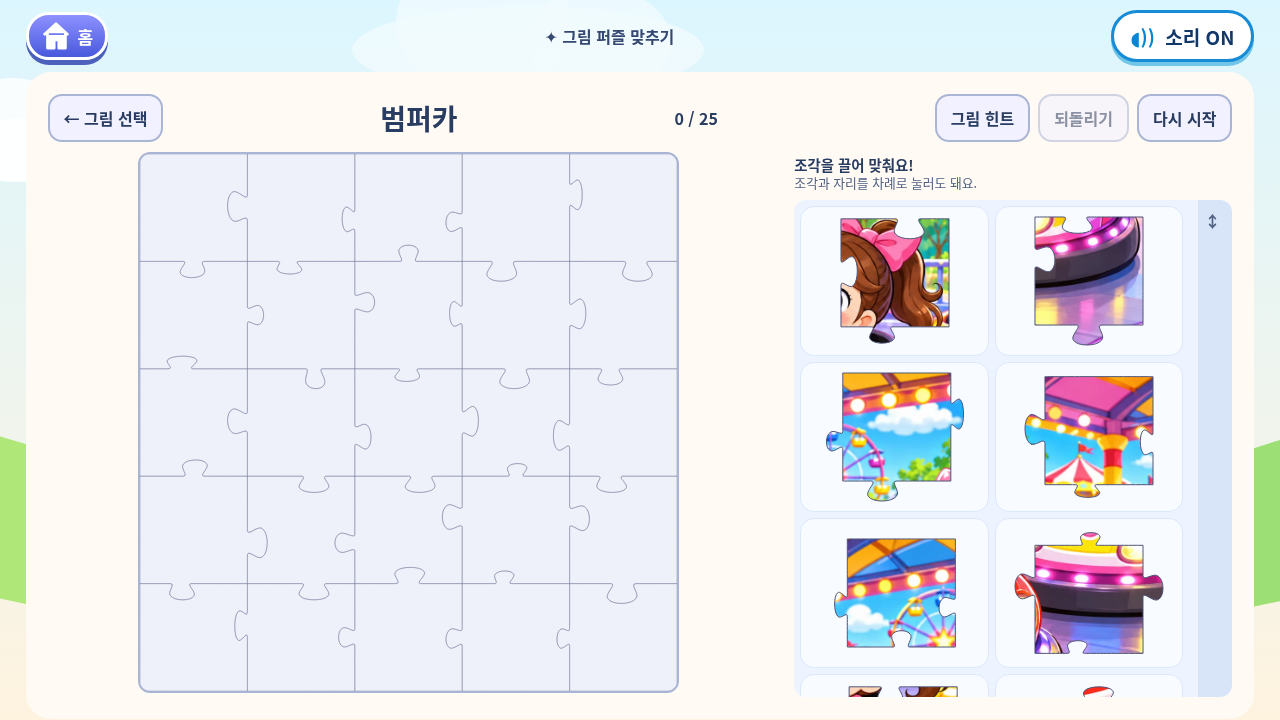 홈
✦ 그림 퍼즐 맞추기
소리 ON
← 그림 선택
범퍼카
0 / 25
그림 힌트
되돌리기
다시 시작
조각을 끌어 맞춰요!
조각과 자리를 차례로 눌러도 돼요.